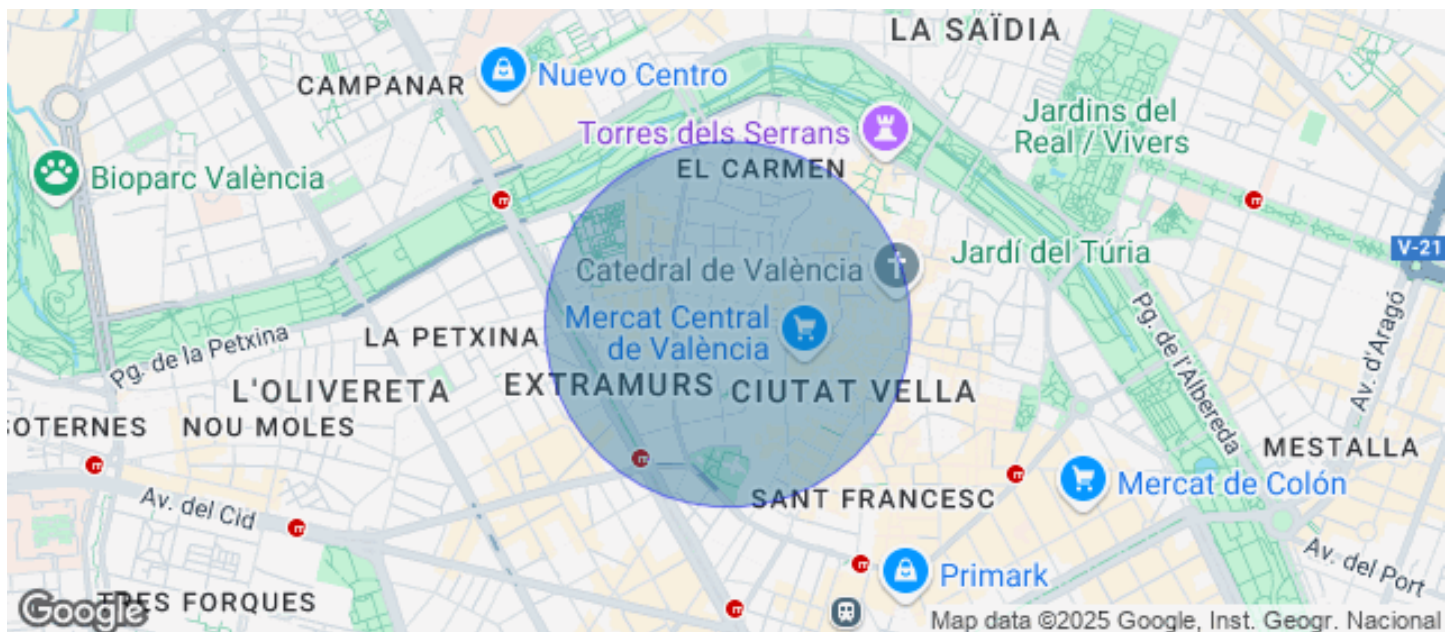 LA SAÏDIA
CAMPANAR
Nuevo Centro
Jardins del
Real / Vivers
Torres dels Serrans
EL CARMEN
Bioparc València
V-21
Catedral de València
Jardí del Túria
Mercat Central
de València
LA PETXINA
Pg. de la Petxina
Pg. de l'Albereda
Av. d'Aragó
L'OLIVERETA
EXTRAMURS
CIUTAT VELLA
SOTERNES
NOU MOLES
MESTALLA
Av. del Cid
SANT FRANCESC
Mercat de Colón
Av. del Port
Primark
TRES FORQUES
Google
Map data ©2025 Google, Inst. Geogr. Nacional